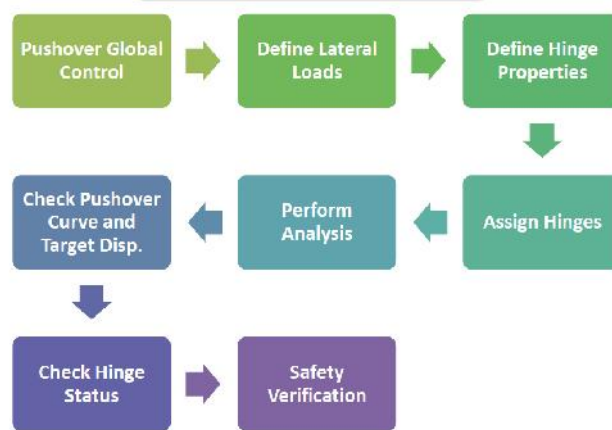 Pushover Global
Control
Define Lateral
Loads
Define Hinge
Properties
Assign Hinges
Perform
Analysis
Check Pushover
Curve and
Target Disp.
Check Hinge
Status
Safety
Verification